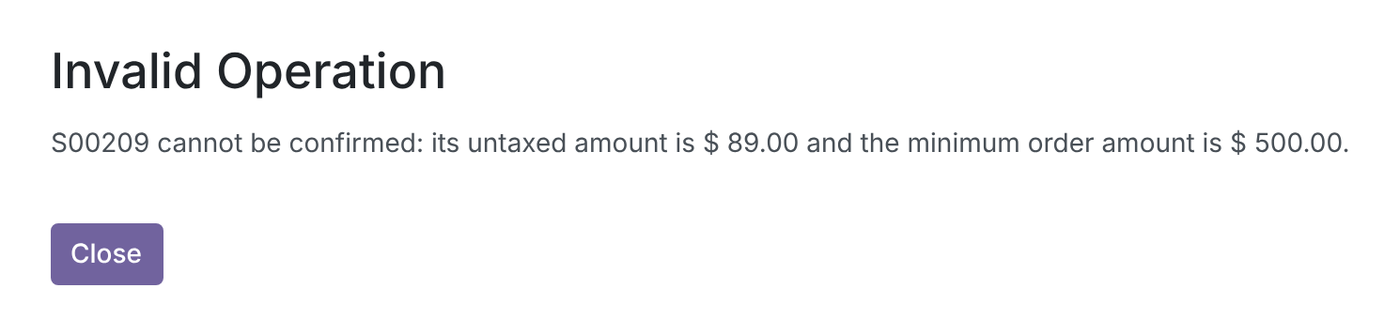 Invalid Operation
S00209 cannot be confirmed: its untaxed amount is $ 89.00 and the minimum order amount is $ 500.00.
Close